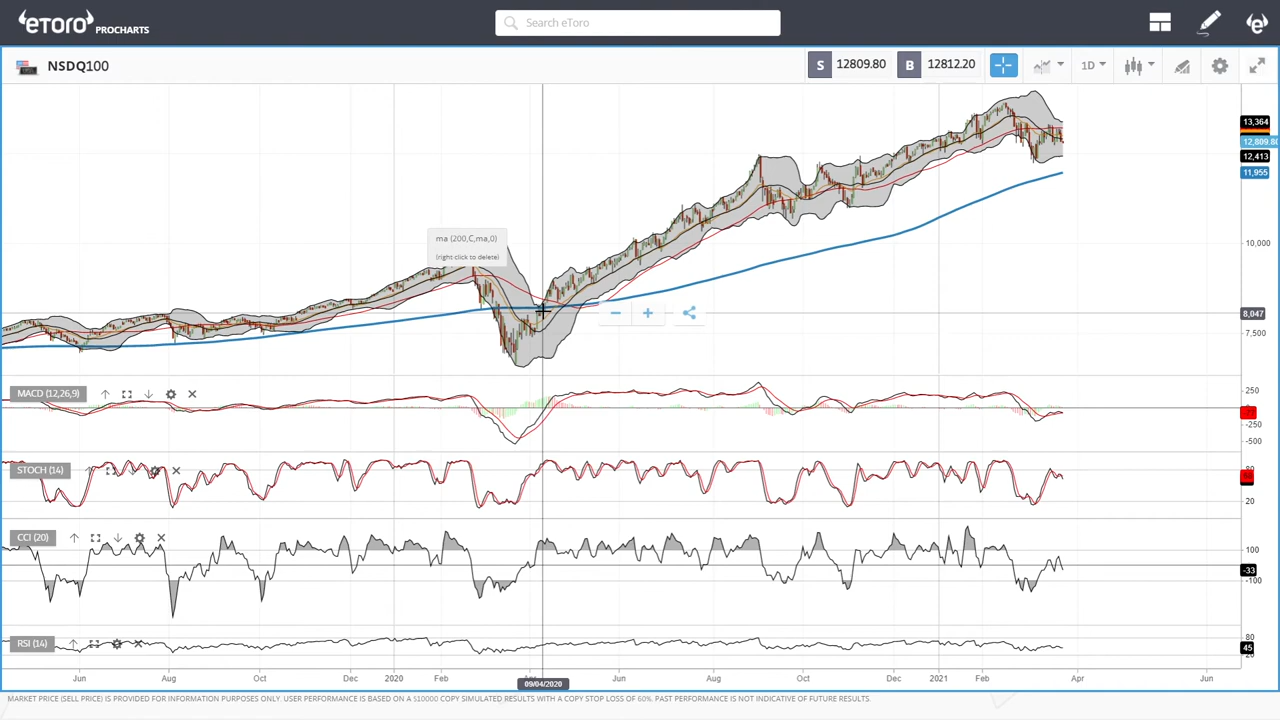 eToro PROCHARTS
Search eToro
NSDQ100
S 12809.80 B 12812.20 1D
13,364
12,809.80
12,413
11,955
ma (200,C,ma,0)
(right click to delete)
10,000
8,047
7,500
MACD (12,26,9)
250
-250
-500
STOCH (14)
80
20
CCI (20)
100
-33
-100
RSI (14)
80
45
Jun Aug Oct Dec 2020 Feb Jun Aug Oct Dec 2021 Feb Apr Jun
09/04/2020
MARKET PRICE (SELL PRICE) IS PROVIDED FOR INFORMATION PURPOSES ONLY. USER PERFORMANCE IS BASED ON A $10000 COPY SIMULATED RESULTS WITH A COPY STOP LOSS OF 60%. PAST PERFORMANCE IS NOT INDICATIVE OF FUTURE RESULTS.